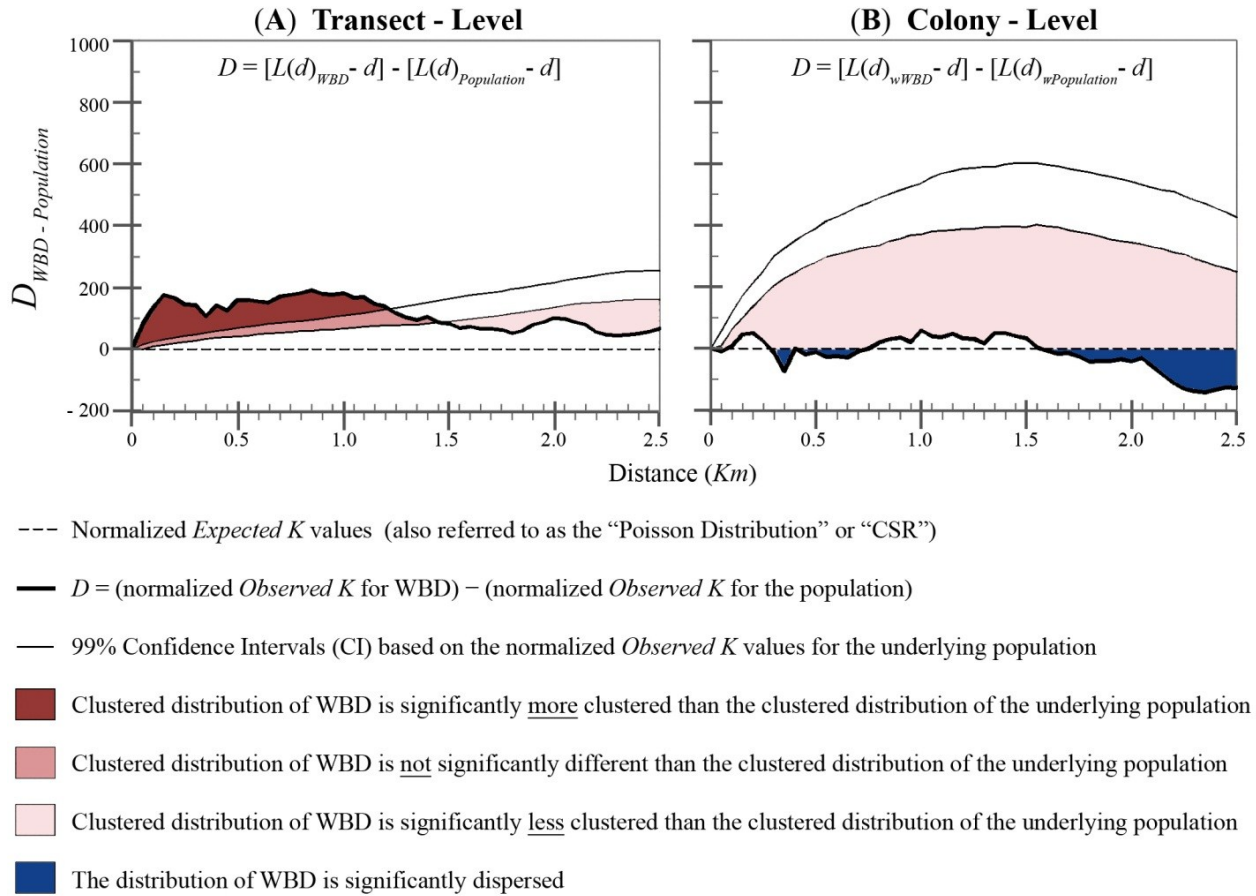 (A) Transect - Level
(B) Colony - Level
D = [L(d)WBD - d] - [L(d)Population - d]
D = [L(d)wWBD - d] - [L(d)wPopulation - d]
DWBD - Population
1000
800
600
400
200
0
- 200
0 0.5 1.0 1.5 2.0 2.5
0 0.5 1.0 1.5 2.0 2.5
Distance (Km)
Normalized Expected K values (also referred to as the “Poisson Distribution” or “CSR”)
D = (normalized Observed K for WBD) − (normalized Observed K for the population)
99% Confidence Intervals (CI) based on the normalized Observed K values for the underlying population
Clustered distribution of WBD is significantly more clustered than the clustered distribution of the underlying population
Clustered distribution of WBD is not significantly different than the clustered distribution of the underlying population
Clustered distribution of WBD is significantly less clustered than the clustered distribution of the underlying population
The distribution of WBD is significantly dispersed